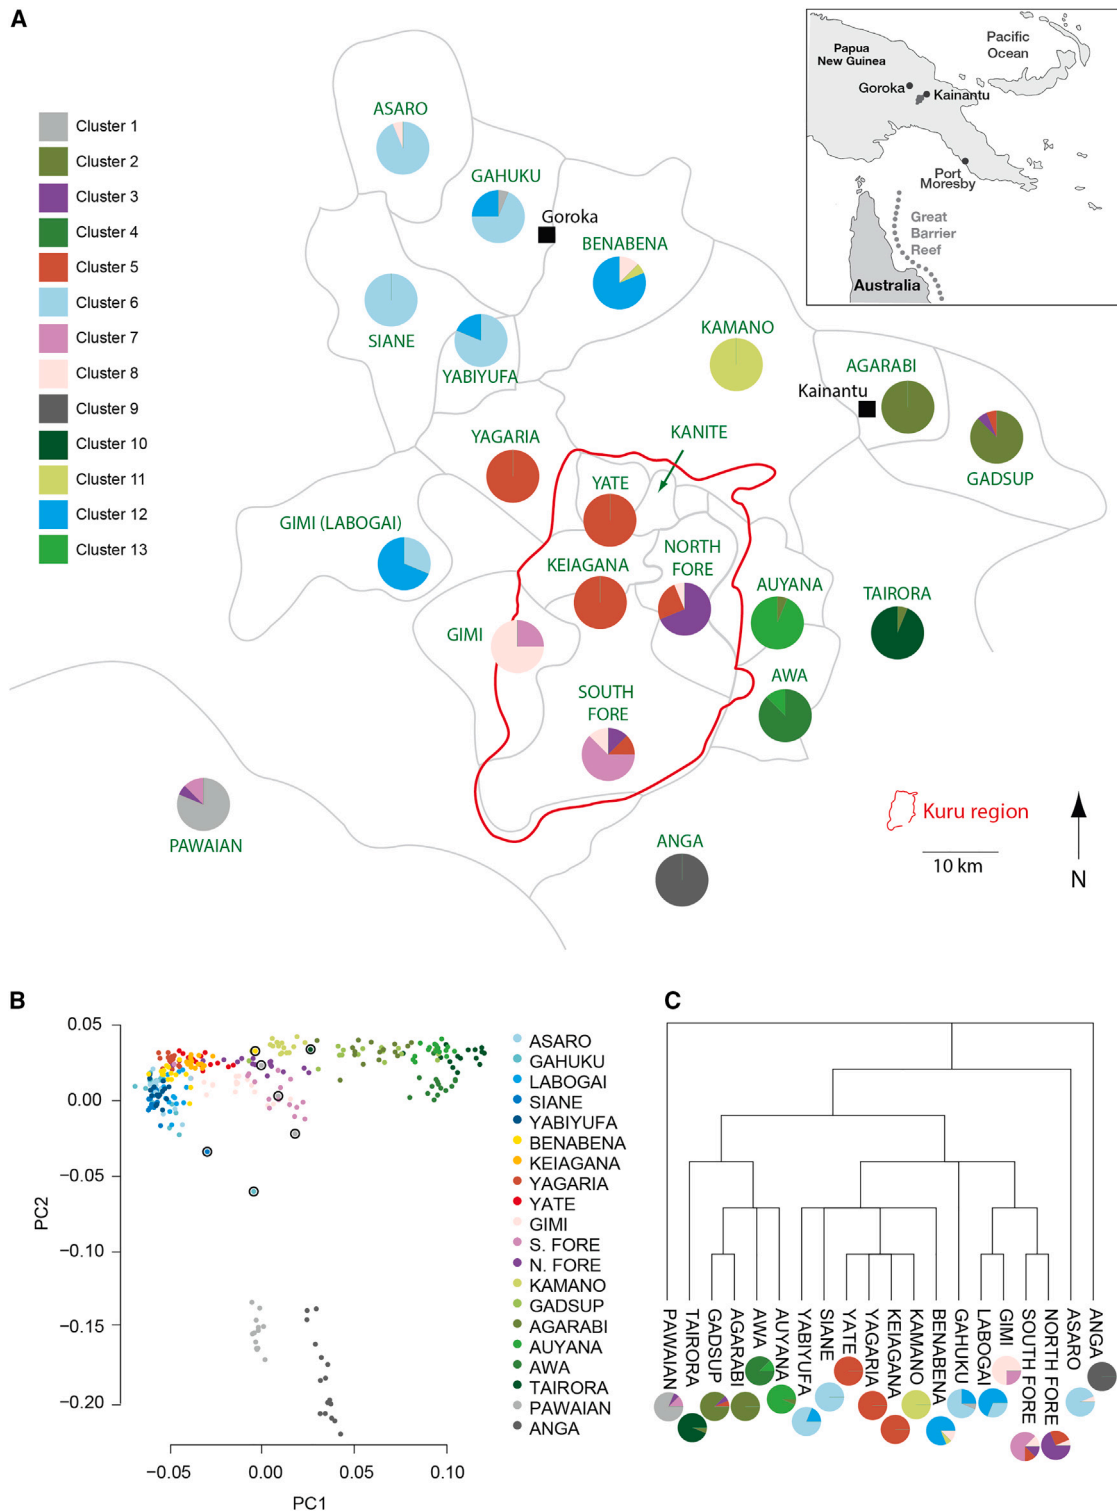 A
Cluster 1
Cluster 2
Cluster 3
Cluster 4
Cluster 5
Cluster 6
Cluster 7
Cluster 8
Cluster 9
Cluster 10
Cluster 11
Cluster 12
Cluster 13
ASARO
GAHUKU
Goroka
BENABENA
SIANE
YABIYUFA
KAMANO
AGARABI
Kainantu
GADSUP
YAGARIA
KANITE
YATE
GIMI (LABOGAI)
KEIAGANA
NORTH
FORE
AUYANA
TAIRORA
GIMI
AWA
SOUTH
FORE
PAWAIAN
ANGA
Kuru region
10 km
N
Papua
New Guinea
Pacific
Ocean
Goroka
Kainantu
Port
Moresby
Great
Barrier
Reef
Australia
B
0.05
0.00
−0.05
−0.10
−0.15
−0.20
PC2
−0.05
0.00
0.05
0.10
PC1
ASARO
GAHUKU
LABOGAI
SIANE
YABIYUFA
BENABENA
KEIAGANA
YAGARIA
YATE
GIMI
S. FORE
N. FORE
KAMANO
GADSUP
AGARABI
AUYANA
AWA
TAIRORA
PAWAIAN
ANGA
C
PAWAIAN
TAIRORA
GADSUP
AGARABI
AWA
AUYANA
YABIYUFA
SIANE
YATE
YAGARIA
KEIAGANA
KAMANO
BENABENA
GAHUKU
LABOGAI
GIMI
SOUTH FORE
NORTH FORE
ASARO
ANGA